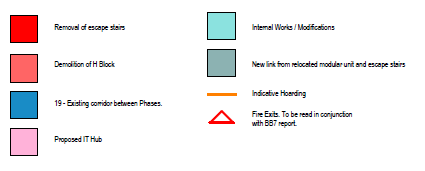 Removal of escape stairs
Demolition of H Block
19 - Existing corridor between Phases.
Proposed IT Hub
Internal Works / Modifications
New link from relocated modular unit and escape stairs
Indicative Hoarding
Fire Exits. To be read in conjunction
with BB7 report.